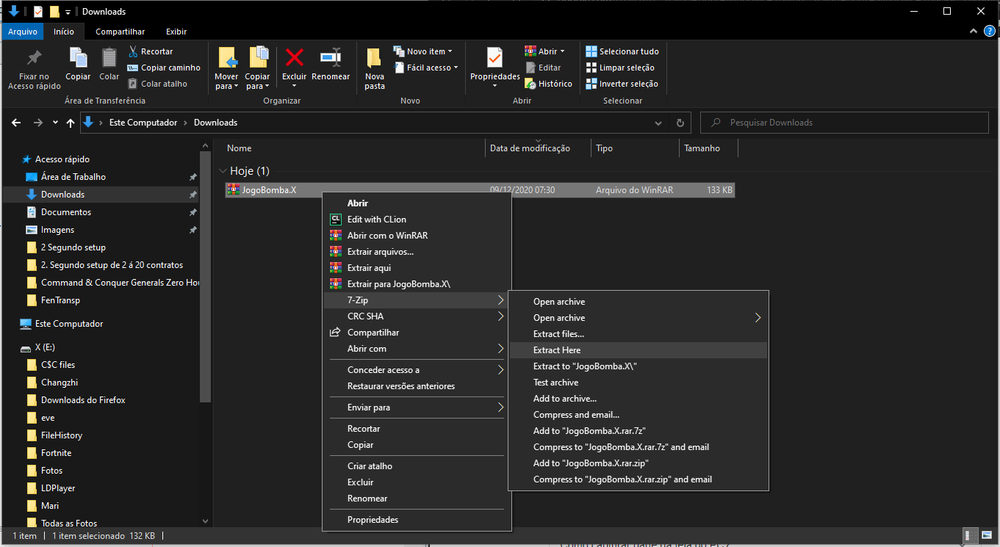 Downloads
Arquivo Início Compartilhar Exibir
Fixar no Acesso rápido
Copiar
Colar
Recortar
Copiar caminho
Colar atalho
Área de Transferência
Mover para
Copiar para
Excluir
Renomear
Organizar
Nova pasta
Novo item
Fácil acesso
Novo
Propriedades
Abrir
Editar
Histórico
Abrir
Selecionar tudo
Limpar seleção
Inverter seleção
Selecionar
Este Computador Downloads
Pesquisar Downloads
Acesso rápido
Área de Trabalho
Downloads
Documentos
Imagens
2 Segundo setup
2. Segundo setup de 2 á 20 contratos
Command & Conquer Generals Zero Hou
FenTransp
Este Computador
X (E:)
C$C files
Changzhi
Downloads do Firefox
eve
FileHistory
Fortnite
Fotos
LDPlayer
Mari
Todas as Fotos
Nome Data de modificação Tipo Tamanho
Hoje (1)
JogoBomba.X 09/12/2020 07:30 Arquivo do WinRAR 133 KB
Abrir
CL Edit with CLion
Abrir com o WinRAR
Extrair arquivos...
Extrair aqui
Extrair para JogoBomba.X\
7-Zip
CRC SHA
Compartilhar
Abrir com
Conceder acesso a
Restaurar versões anteriores
Enviar para
Recortar
Copiar
Criar atalho
Excluir
Renomear
Propriedades
Open archive
Open archive
Extract files...
Extract Here
Extract to "JogoBomba.X\"
Test archive
Add to archive...
Compress and email...
Add to "JogoBomba.X.rar.7z"
Compress to "JogoBomba.X.rar.7z" and email
Add to "JogoBomba.X.rar.zip"
Compress to "JogoBomba.X.rar.zip" and email
1 item 1 item selecionado 132 KB